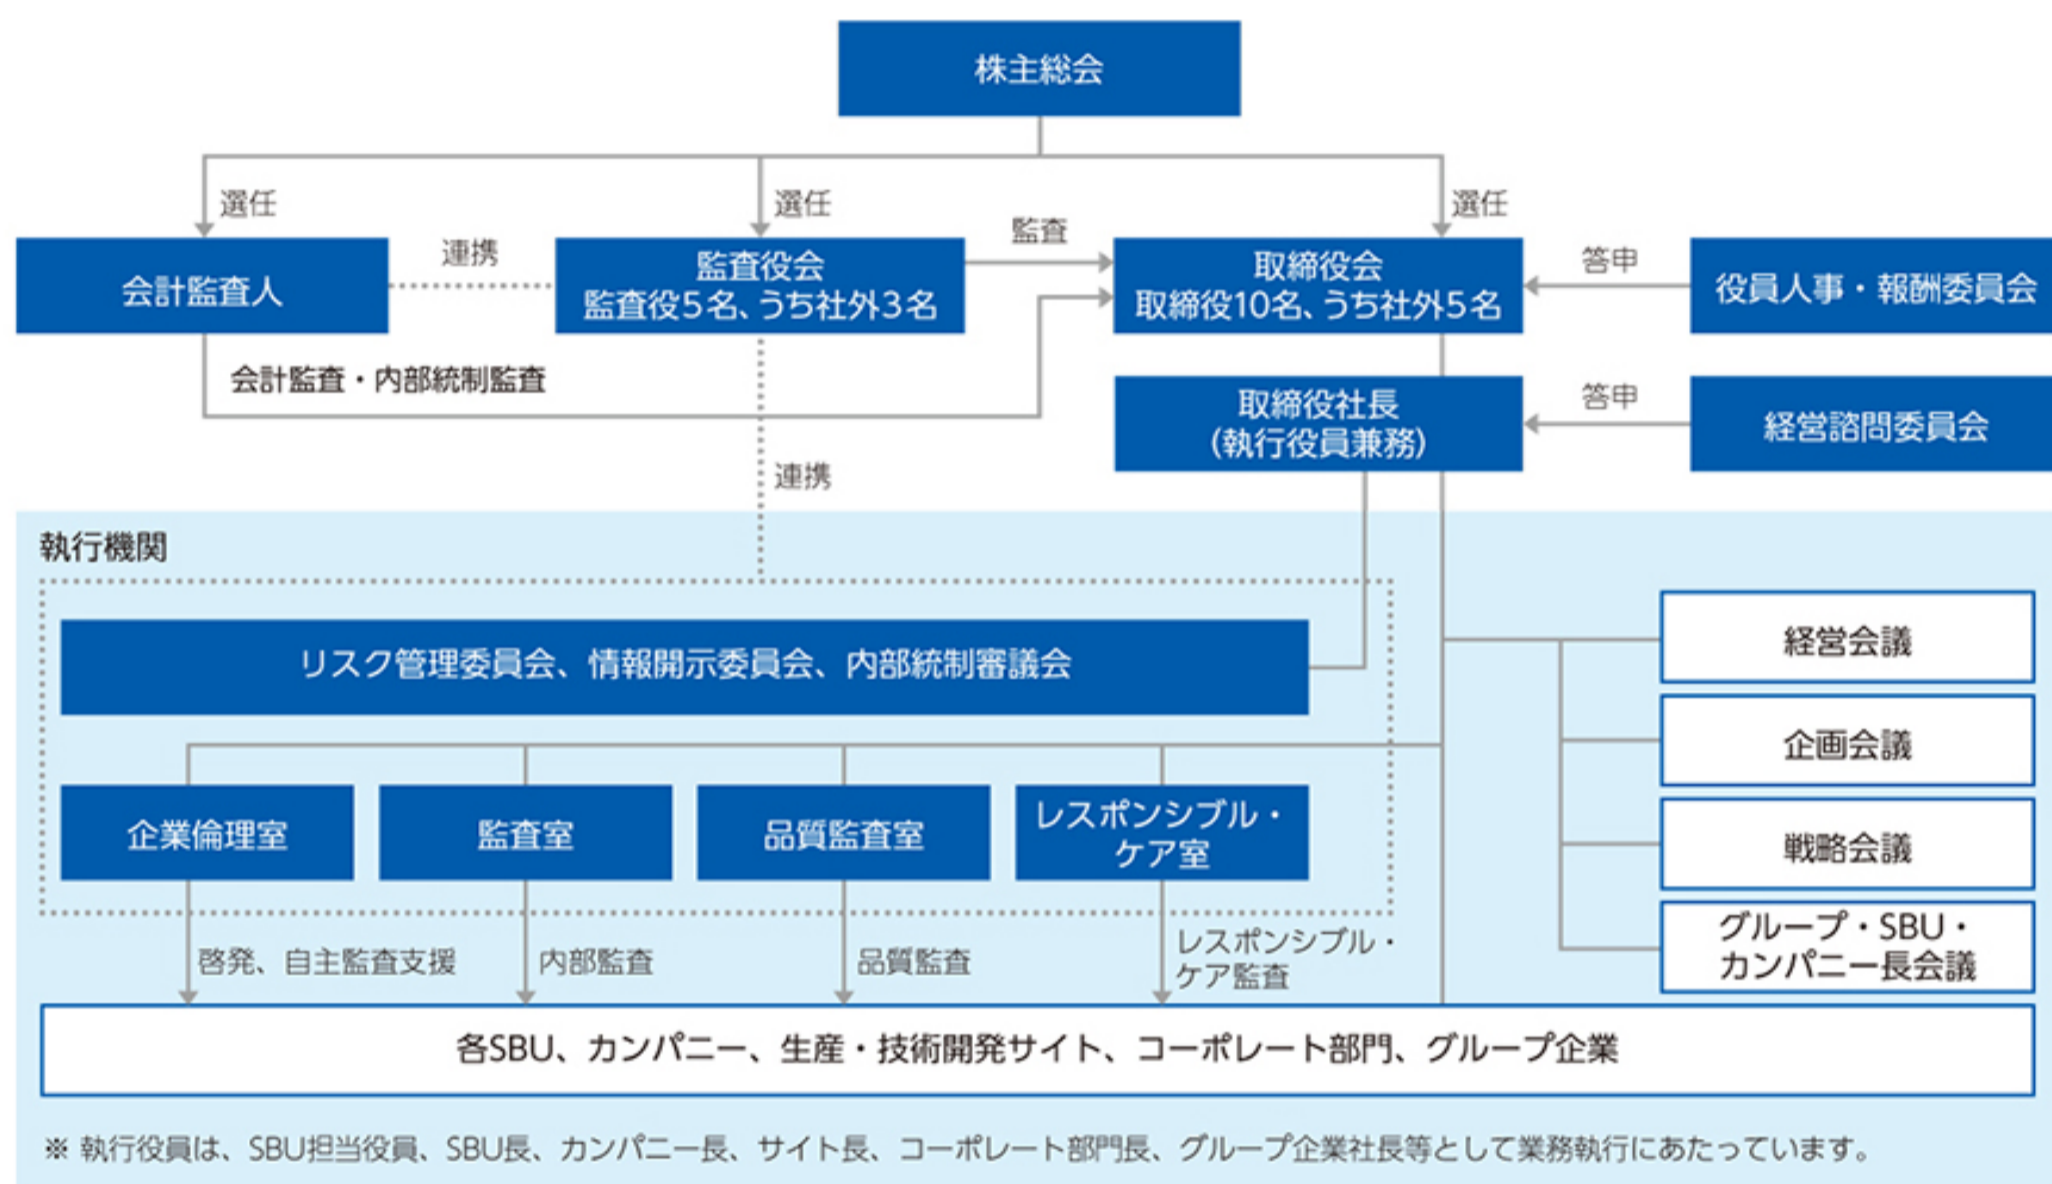 株主総会
選任
選任
選任
会計監査人
連携
監査役会
監査役5名、うち社外3名
監査
取締役会
取締役10名、うち社外5名
答申
役員人事・報酬委員会
会計監査・内部統制監査
取締役社長
(執行役員兼務)
答申
経営諮問委員会
連携
執行機関
リスク管理委員会、情報開示委員会、内部統制審議会
経営会議
企画会議
戦略会議
グループ・SBU・
カンパニー長会議
企業倫理室
監査室
品質監査室
レスポンシブル・
ケア室
啓発、自主監査支援
内部監査
品質監査
レスポンシブル・
ケア監査
各SBU、カンパニー、生産・技術開発サイト、コーポレート部門、グループ企業
※ 執行役員は、SBU担当役員、SBU長、カンパニー長、サイト長、コーポレート部門長、グループ企業社長等として業務執行にあたっています。